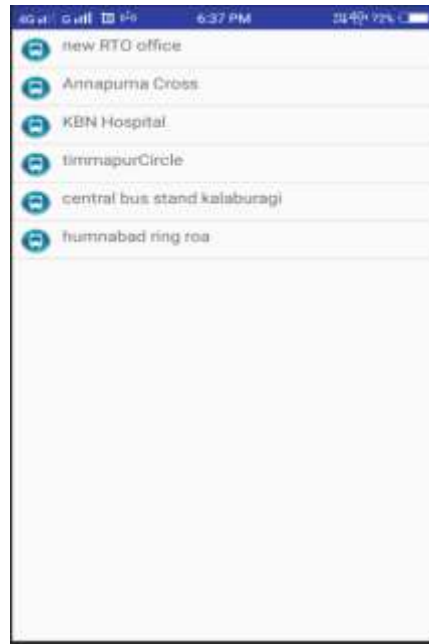 6:37 PM
new RTO office
Annapurna Cross
KBN Hospital
timmapurCircle
central bus stand kalaburagi
humnabad ring roa